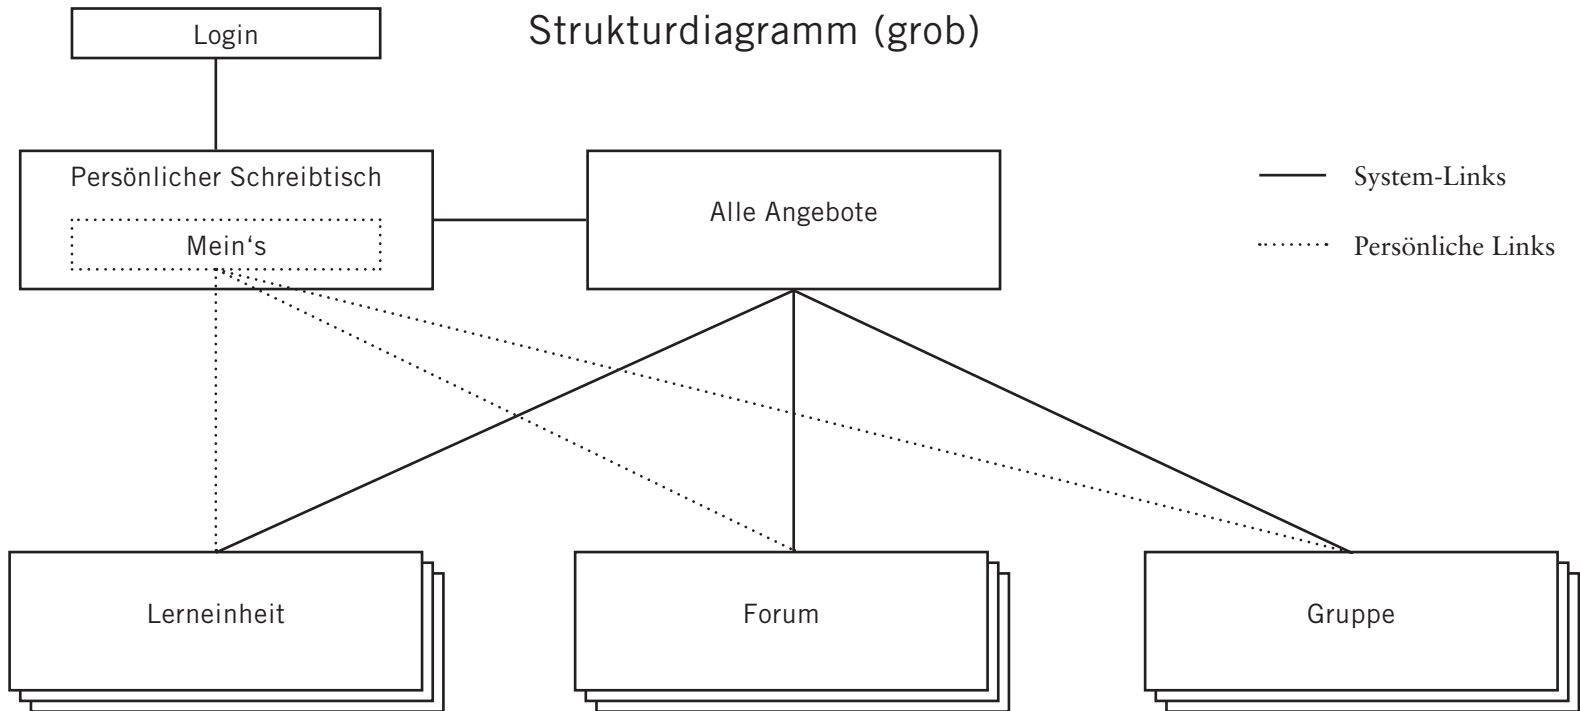 Login
Strukturdiagramm (grob)
Persönlicher Schreibtisch
Mein‘s
Alle Angebote
System-Links
Persönliche Links
Lerneinheit
Forum
Gruppe